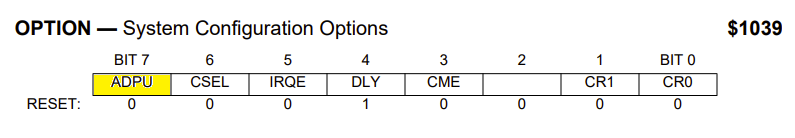 OPTION — System Configuration Options $1039
BIT 7 6 5 4 3 2 1 BIT 0
ADPU CSEL IRQE DLY CME CR1 CR0
RESET: 0 0 0 1 0 0 0 0